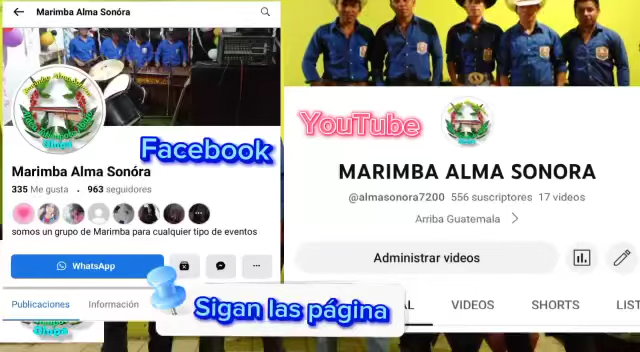 Marimba Alma Sonóra
Facebook
Marimba Alma Sonóra
335 Me gusta • 963 seguidores
somos un grupo de Marimba para cualquier tipo de eventos
WhatsApp
Publicaciones
Información
YouTube
MARIMBA ALMA SONORA
@almasonora7200 556 suscriptores 17 videos
Arriba Guatemala
Administrar videos
AL
VIDEOS
SHORTS
LIST
Sigan las página